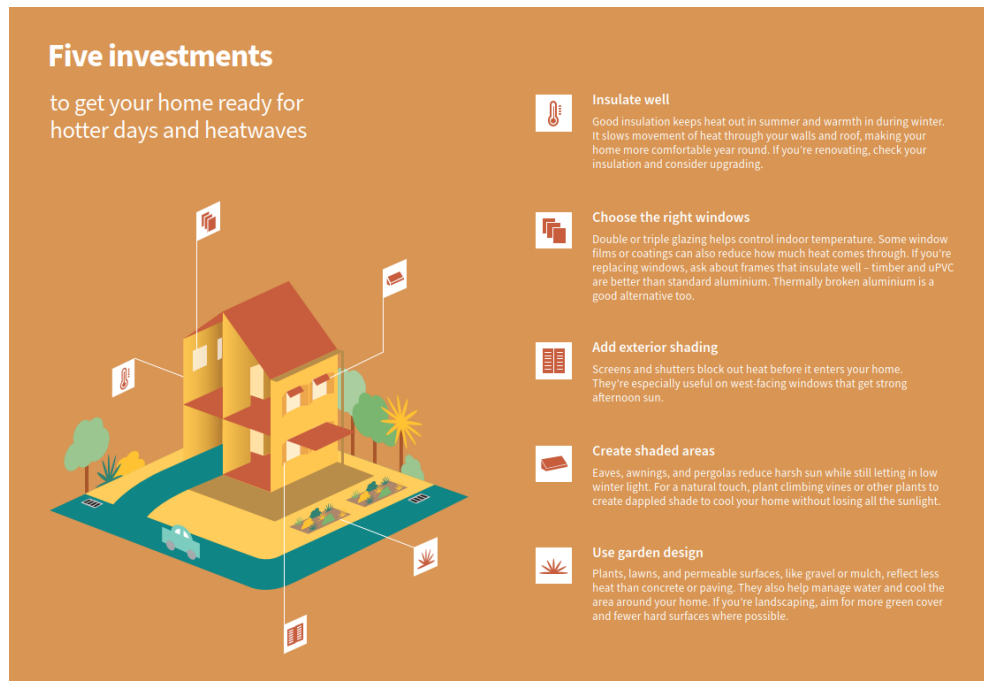 Five investments
to get your home ready for
hotter days and heatwaves
Insulate well
Good insulation keeps heat out in summer and warmth in during winter.
It slows movement of heat through your walls and roof, making your
home more comfortable year round. If you're renovating, check your
insulation and consider upgrading.
Choose the right windows
Double or triple glazing helps control indoor temperature. Some window
films or coatings can also reduce how much heat comes through. If you're
replacing windows, ask about frames that insulate well – timber and uPVC
are better than standard aluminium. Thermally broken aluminium is a
good alternative too.
Add exterior shading
Screens and shutters block out heat before it enters your home.
They're especially useful on west-facing windows that get strong
afternoon sun.
Create shaded areas
Eaves, awnings, and pergolas reduce harsh sun while still letting in low
winter light. For a natural touch, plant climbing vines or other plants to
create dappled shade to cool your home without losing all the sunlight.
Use garden design
Plants, lawns, and permeable surfaces, like gravel or mulch, reflect less
heat than concrete or paving. They also help manage water and cool the
area around your home. If you're landscaping, aim for more green cover
and fewer hard surfaces where possible.